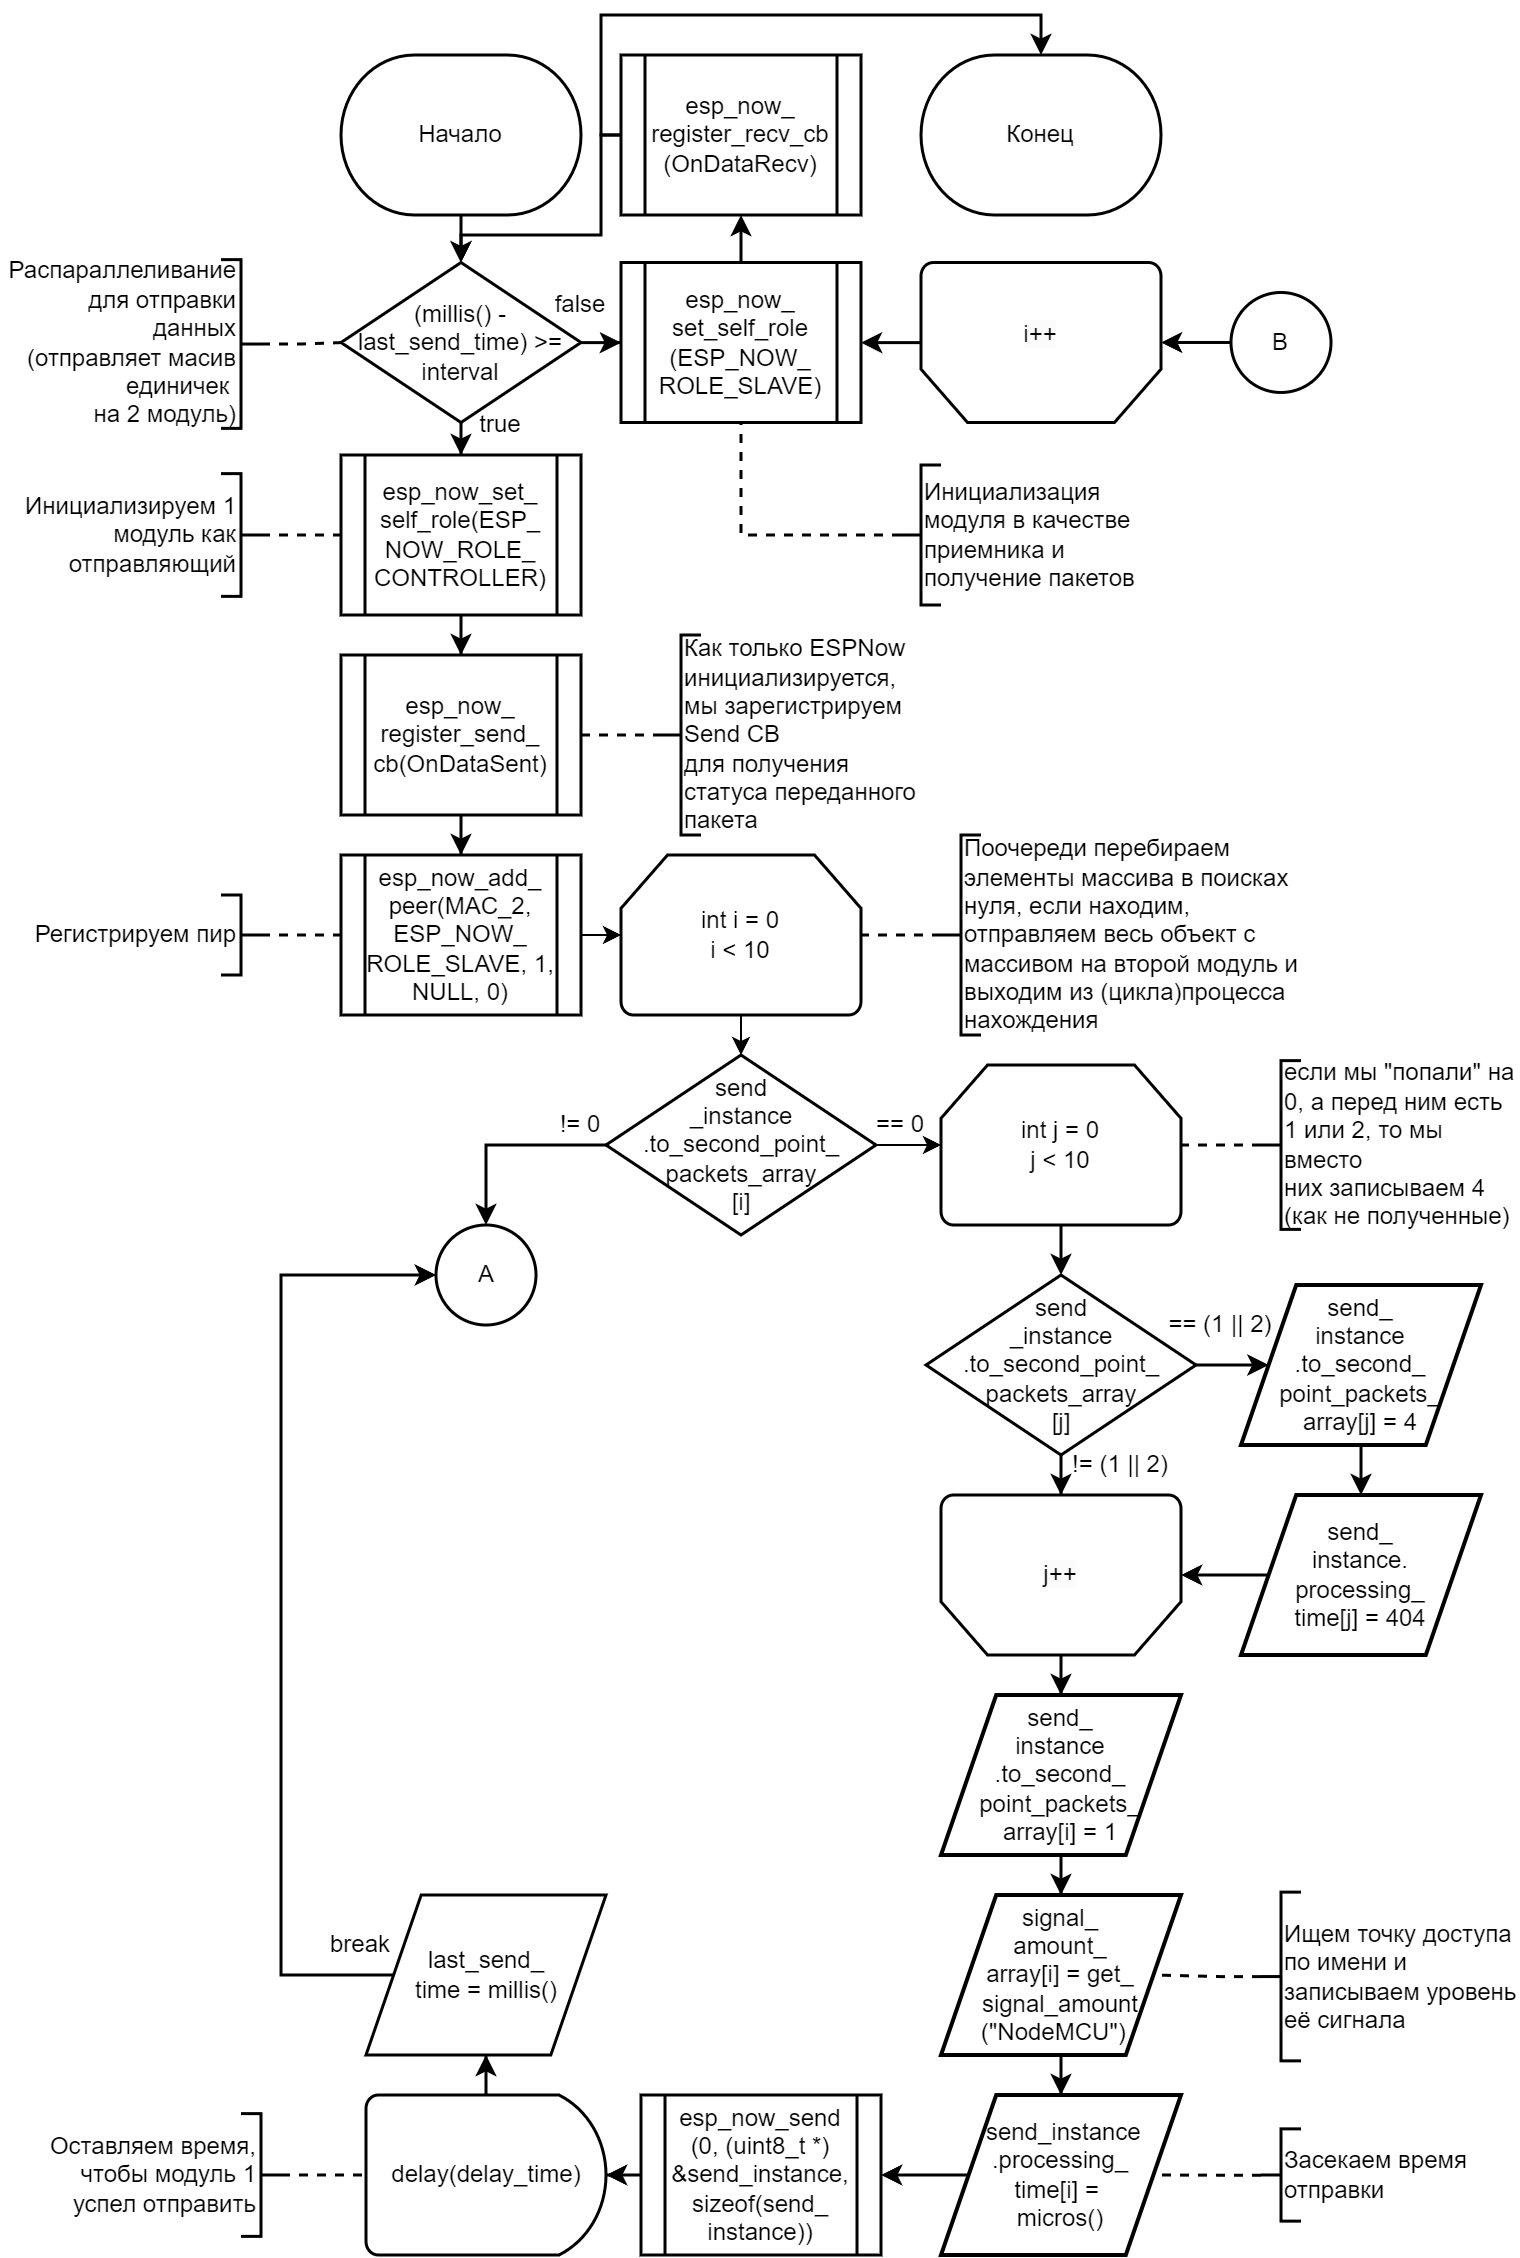 Начало
esp_now_
register_recv_cb
(OnDataRecv)
Конец
Распараллеливание
для отправки
данных
(отправляет масив
единичек
на 2 модуль)
(millis() -
last_send_time) >=
interval
false
true
esp_now_
set_self_role
(ESP_NOW_
ROLE_SLAVE)
i++
B
Инициализируем 1
модуль как
отправляющий
esp_now_set_
self_role(ESP_
NOW_ROLE_
CONTROLLER)
Инициализация
модуля в качестве
приемника и
получение пакетов
esp_now_
register_send_
cb(OnDataSent)
Как только ESPNow
инициализируется,
мы зарегистрируем
Send CB
для получения
статуса переданного
пакета
Регистрируем пир
esp_now_add_
peer(MAC_2,
ESP_NOW_
ROLE_SLAVE, 1,
NULL, 0)
int i = 0
i < 10
Поочереди перебираем
элементы массива в поисках
нуля, если находим,
отправляем весь объект с
массивом на второй модуль и
выходим из (цикла)процесса
нахождения
!= 0
send
_instance
.to_second_point_
packets_array
[i]
== 0
int j = 0
j < 10
если мы "попали" на
0, а перед ним есть
1 или 2, то мы
вместо
них записываем 4
(как не полученные)
A
send
_instance
.to_second_point_
packets_array
[j]
== (1 || 2)
!= (1 || 2)
send_
instance
.to_second_
point_packets_
array[j] = 4
j++
send_
instance.
processing_
time[j] = 404
send_
instance
.to_second_
point_packets_
array[i] = 1
signal_
amount_
array[i] = get_
signal_amount
("NodeMCU")
Ищем точку доступа
по имени и
записываем уровень
её сигнала
break
last_send_
time = millis()
Оставляем время,
чтобы модуль 1
успел отправить
delay(delay_time)
esp_now_send
(0, (uint8_t *)
&send_instance,
sizeof(send_
instance))
send_instance
.processing_
time[i] =
micros()
Засекаем время
отправки